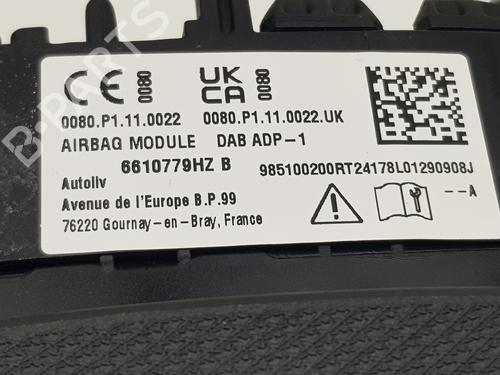 CE 0080 UK CA 0080
0080.P1.11.0022 0080.P1.11.0022.UK
AIRBAG MODULE DAB ADP-1
6610779HZ B 985100200RT24178L01290908J
Autoliv
Avenue de l'Europe B.P.99
76220 Gournay-en-Bray, France
--A
B-PARTS